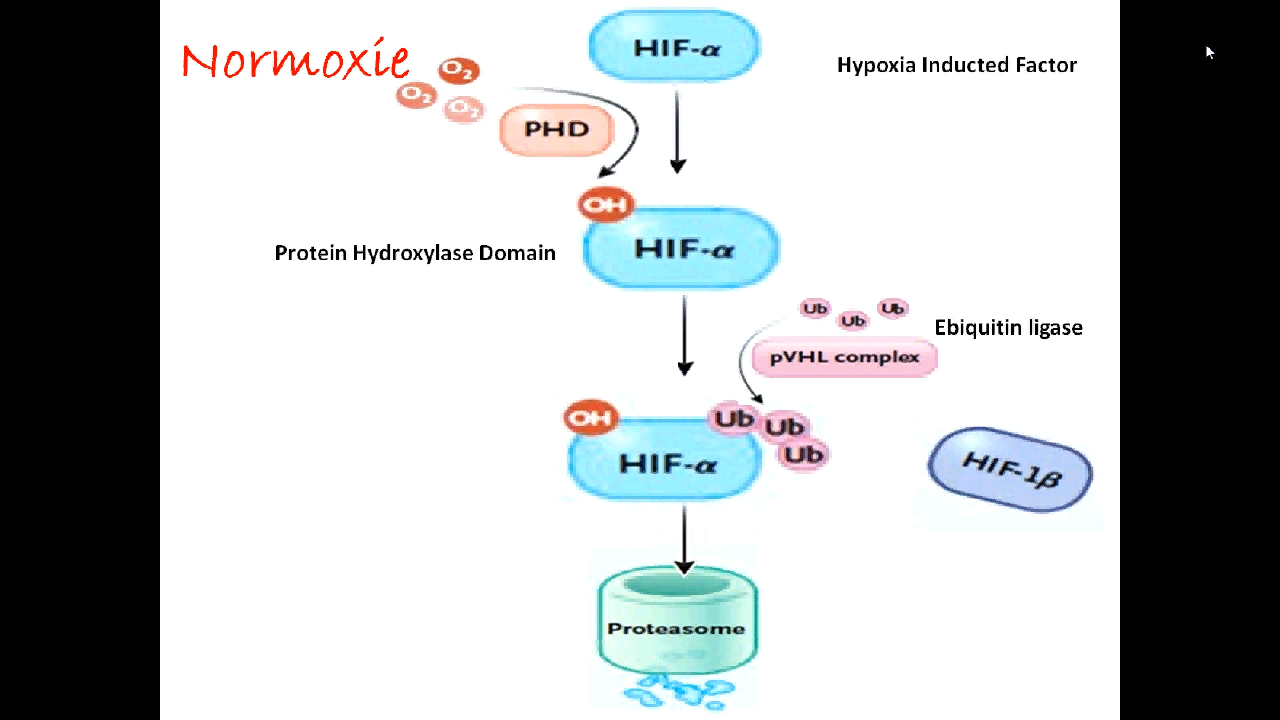 Normoxie
HIF-α
Hypoxia Inducted Factor
O2
O2
O2
PHD
OH
HIF-α
Protein Hydroxylase Domain
Ub
Ub
Ub
Ebiquitin ligase
pVHL complex
OH
Ub
Ub
Ub
HIF-α
HIF-1β
Proteasome